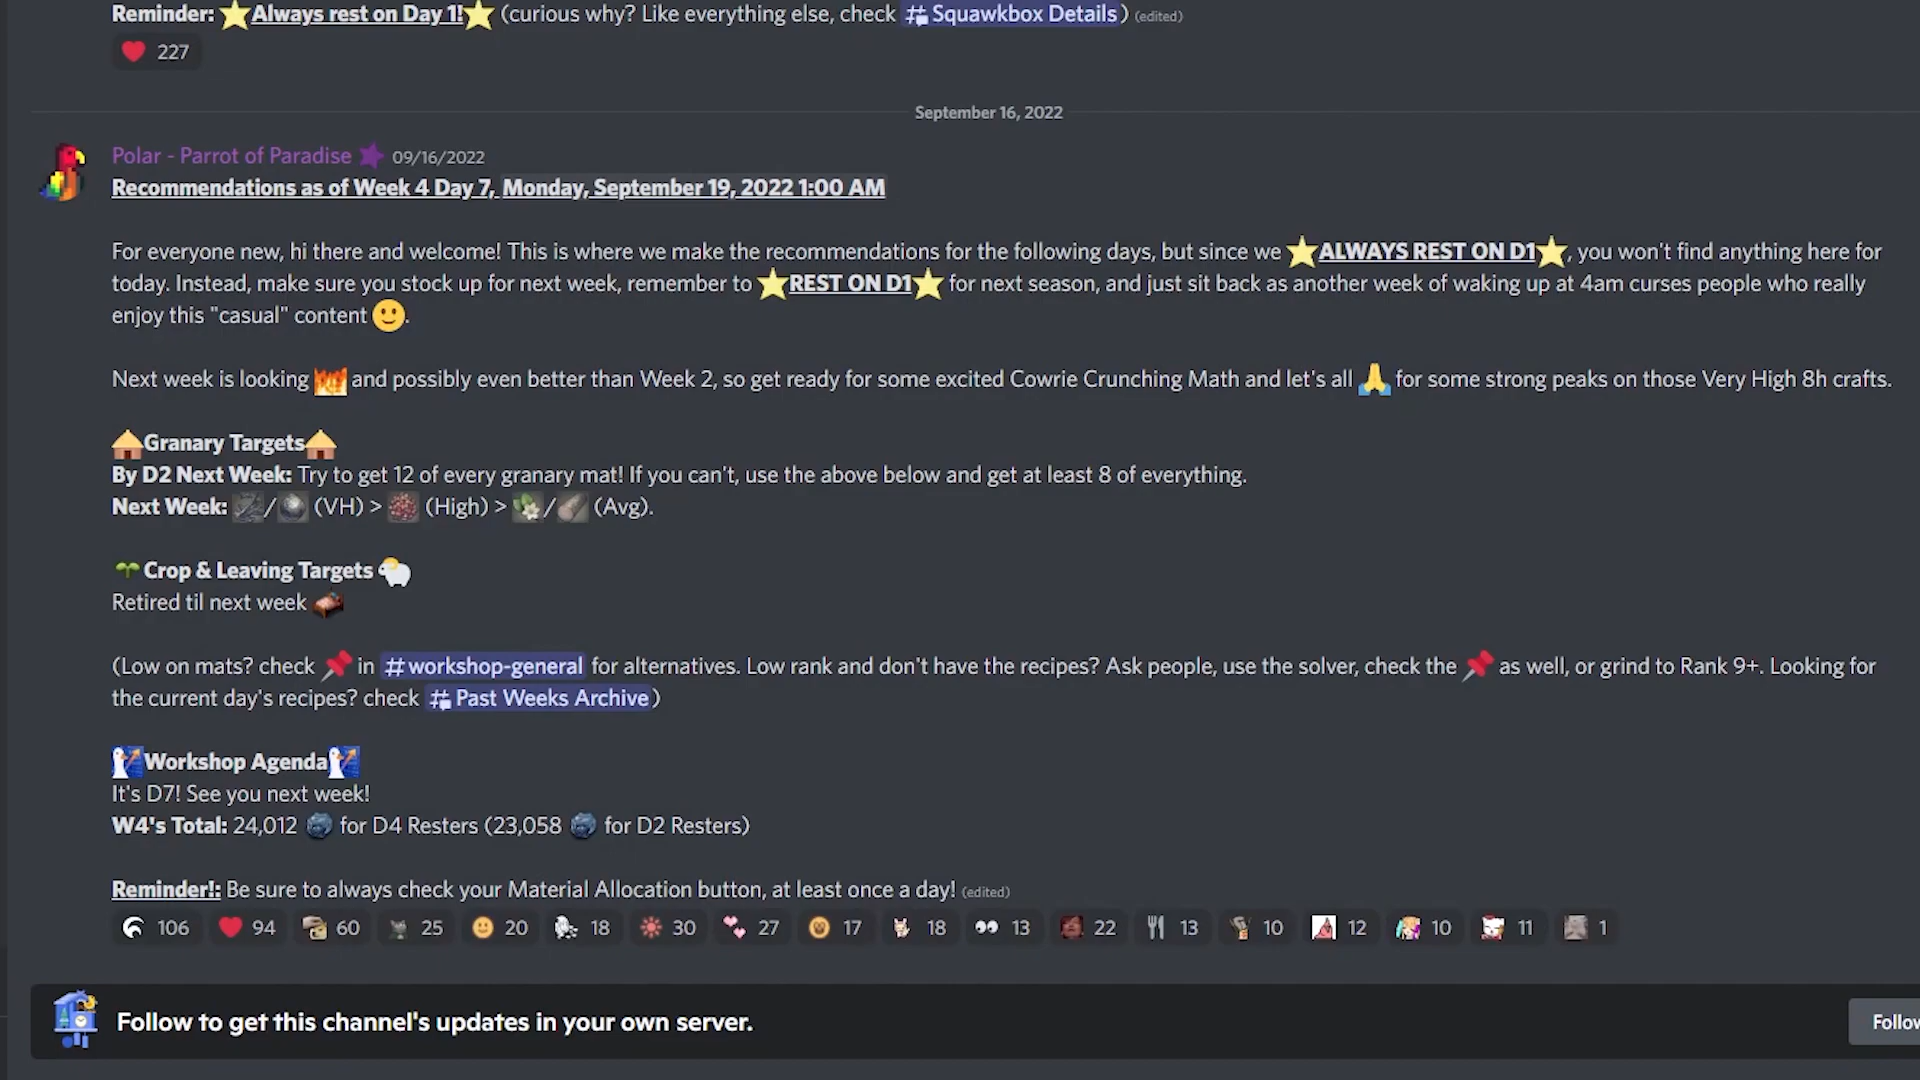 Reminder: Always rest on Day 1! (curious why? Like everything else, check # Squawkbox Details) (edited)
227
September 16, 2022
Polar - Parrot of Paradise 09/16/2022
Recommendations as of Week 4 Day 7, Monday, September 19, 2022 1:00 AM
For everyone new, hi there and welcome! This is where we make the recommendations for the following days, but since we ALWAYS REST ON D1, you won't find anything here for
today. Instead, make sure you stock up for next week, remember to REST ON D1 for next season, and just sit back as another week of waking up at 4am curses people who really
enjoy this "casual" content .
Next week is looking and possibly even better than Week 2, so get ready for some excited Cowrie Crunching Math and let's all for some strong peaks on those Very High 8h crafts.
Granary Targets
By D2 Next Week: Try to get 12 of every granary mat! If you can't, use the above below and get at least 8 of everything.
Next Week: / (VH) > (High) > / (Avg).
Crop & Leaving Targets
Retired til next week
(Low on mats? check in #workshop-general for alternatives. Low rank and don't have the recipes? Ask people, use the solver, check the as well, or grind to Rank 9+. Looking for
the current day's recipes? check # Past Weeks Archive)
Workshop Agenda
It's D7! See you next week!
W4's Total: 24,012 for D4 Resters (23,058 for D2 Resters)
Reminder!: Be sure to always check your Material Allocation button, at least once a day! (edited)
106 94 60 25 20 18 30 27 17 18 13 22 13 10 12 10 11 1
Follow to get this channel's updates in your own server.
Follow